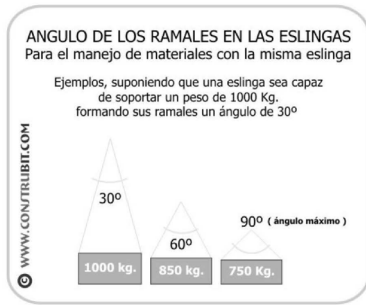 ANGULO DE LOS RAMALES EN LAS ESLINGAS
Para el manejo de materiales con la misma eslinga
Ejemplos, suponiendo que una eslinga sea capaz
de soportar un peso de 1000 Kg.
formando sus ramales un ángulo de 30º
30º
60º
90º ( ángulo máximo )
1000 kg.
850 kg.
750 Kg.
© WWW.CONSTRUBIT.COM